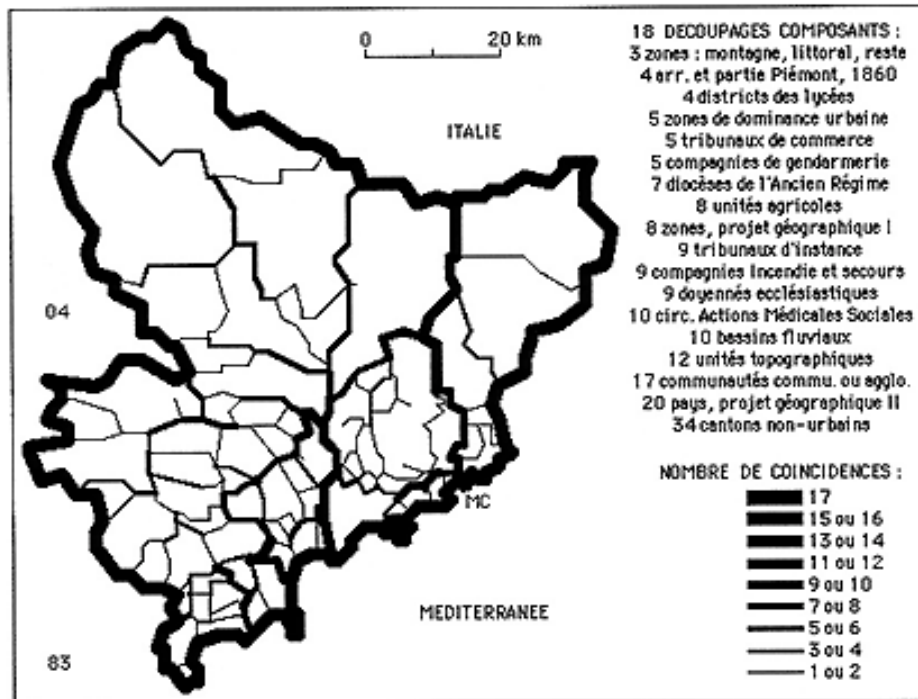 0 20 km
ITALIE
04
83
MC
MEDITERRANEE
18 DECOUPAGES COMPOSANTS :
3 zones : montagne, littoral, reste
4 arr. et partie Piémont, 1860
4 districts des lycées
5 zones de dominance urbaine
5 tribunaux de commerce
5 compagnies de gendarmerie
7 diocèses de l'Ancien Régime
8 unités agricoles
8 zones, projet géographique I
9 tribunaux d'instance
9 compagnies Incendie et secours
9 doyennés ecclésiastiques
10 circ. Actions Médicales Sociales
10 bassins fluviaux
12 unités topographiques
17 communautés commu. ou agglo.
20 pays, projet géographique II
34 cantons non-urbains
NOMBRE DE COINCIDENCES :
17
15 ou 16
13 ou 14
11 ou 12
9 ou 10
7 ou 8
5 ou 6
3 ou 4
1 ou 2